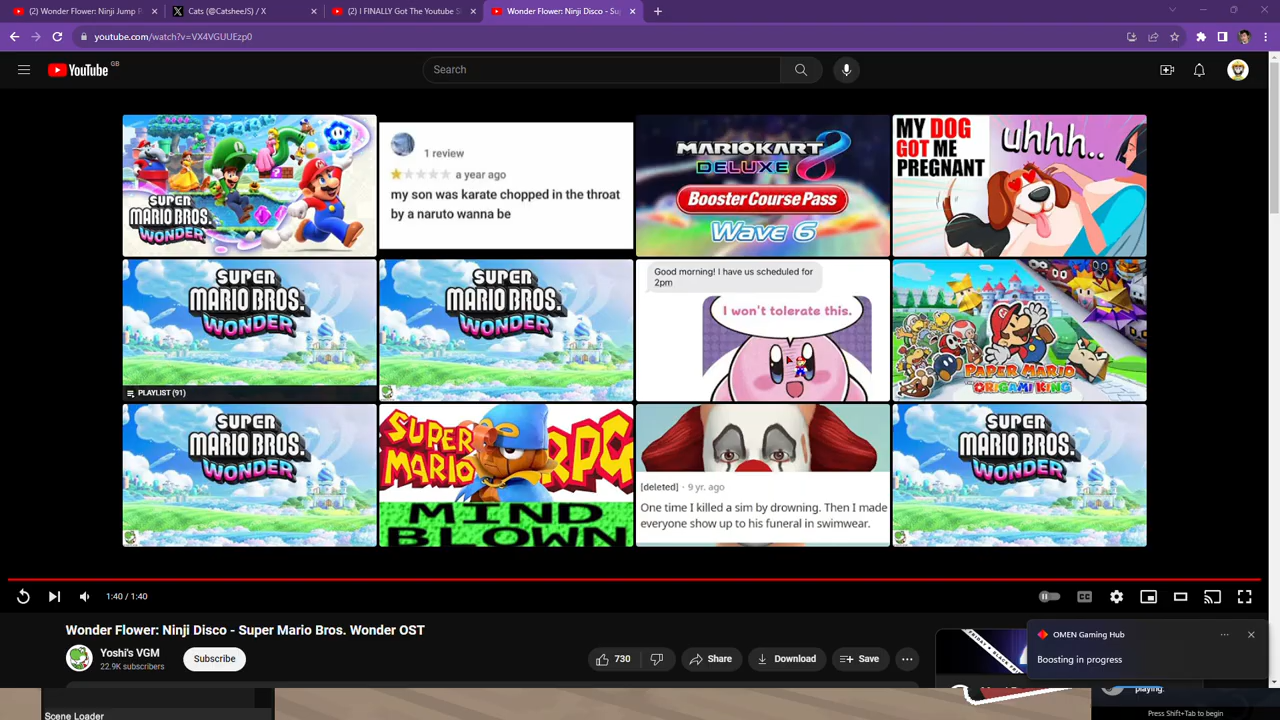 (2) Wonder Flower: Ninji Jump P
Cats (@CatsheeJS) / X
(2) I FINALLY Got The Youtube S
Wonder Flower: Ninji Disco - Sup
youtube.com/watch?v=VX4VGUUEzp0
YouTube
GB
Search
SUPER
MARIO BROS.
WONDER
1 review
a year ago
my son was karate chopped in the throat
by a naruto wanna be
MARIOKART 8
DELUXE
Booster Course Pass
Wave 6
MY DOG
GOT ME
PREGNANT
uhhh..
SUPER
MARIO BROS.
WONDER
PLAYLIST (91)
SUPER
MARIO BROS.
WONDER
Good morning! I have us scheduled for
2pm
I won't tolerate this.
PAPER MARIO
THE ORIGAMI KING
SUPER
MARIO BROS.
WONDER
SUPER
MARIO RPG
MIND
BLOWN
[deleted] · 9 yr. ago
One time I killed a sim by drowning. Then I made
everyone show up to his funeral in swimwear.
SUPER
MARIO BROS.
WONDER
1:40 / 1:40
CC
Wonder Flower: Ninji Disco - Super Mario Bros. Wonder OST
Yoshi's VGM
22.9K subscribers
Subscribe
730
Share
Download
Save
OMEN Gaming Hub
Boosting in progress
playing.
Press Shift+Tab to begin
Scene Loader